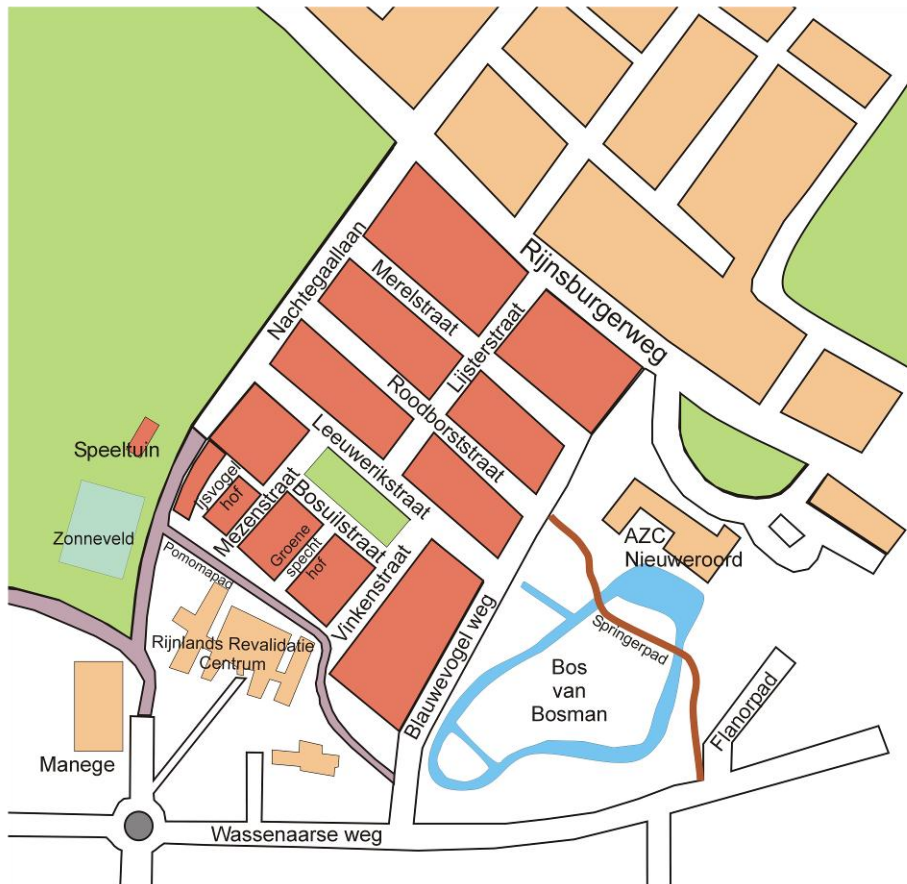 Rijnsburgerweg
Nachtegaallaan
Merelstraat
Lijsterstraat
Roodborststraat
Leeuwerikstraat
Speeltuin
Ijsvogel
hof
Mezenstraat
Bosuilstraat
Groene
specht
hof
Vinkenstraat
Zonneveld
Pomonapad
AZC
Nieuweroord
Springerpad
Blauwevogel weg
Rijnlands Revalidatie
Centrum
Bos
van
Bosman
Flanorpad
Manege
Wassenaarse weg